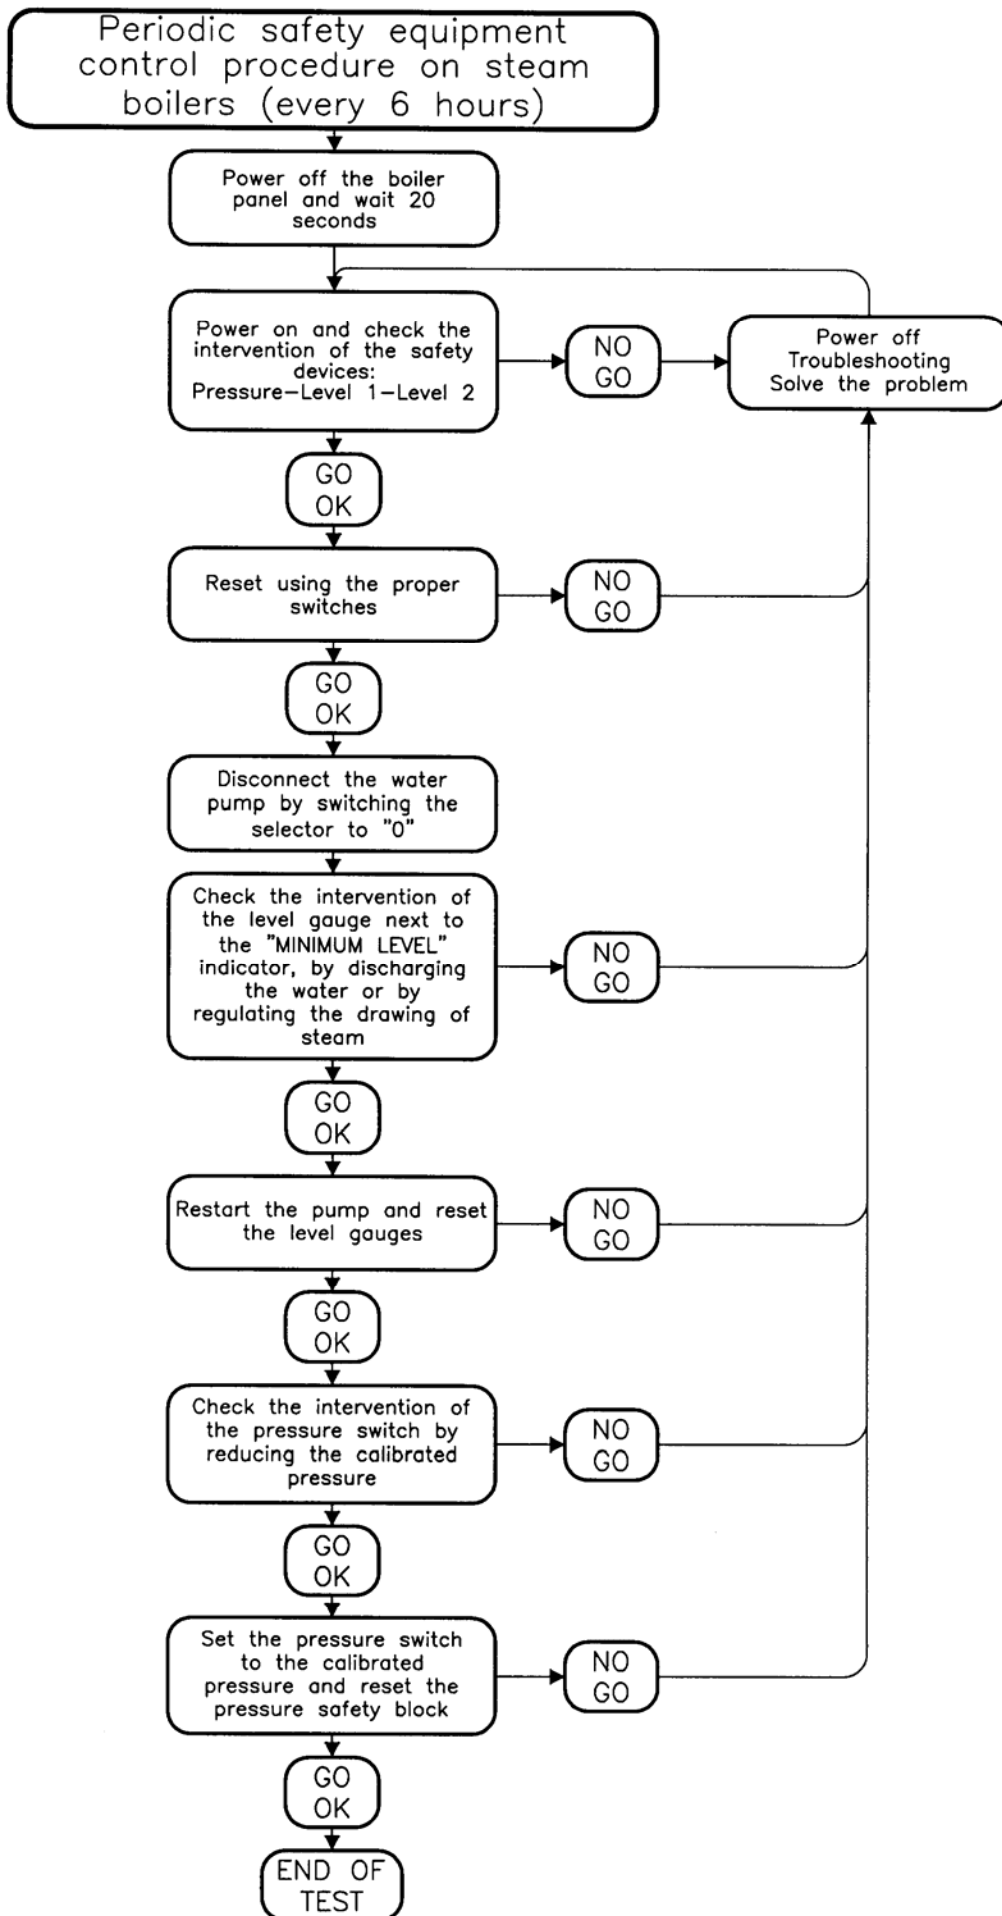 Periodic safety equipment
control procedure on steam
boilers (every 6 hours)
Power off the boiler
panel and wait 20
seconds
Power on and check the
intervention of the safety
devices:
Pressure-Level 1-Level 2
NO
GO
Power off
Troubleshooting
Solve the problem
GO
OK
Reset using the proper
switches
NO
GO
GO
OK
Disconnect the water
pump by switching the
selector to "0"
Check the intervention of
the level gauge next to
the "MINIMUM LEVEL"
indicator, by discharging
the water or by
regulating the drawing of
steam
NO
GO
GO
OK
Restart the pump and reset
the level gauges
NO
GO
GO
OK
Check the intervention of
the pressure switch by
reducing the calibrated
pressure
NO
GO
GO
OK
Set the pressure switch
to the calibrated
pressure and reset the
pressure safety block
NO
GO
GO
OK
END OF
TEST